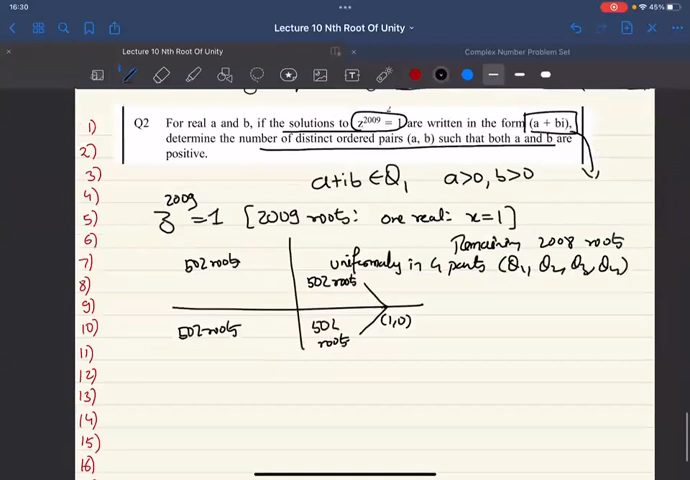 16:30
45%
Lecture 10 Nth Root Of Unity
Lecture 10 Nth Root Of Unity
Complex Number Problem Set
Q2 For real a and b, if the solutions to z^2009 = 1 are written in the form (a + bi),
determine the number of distinct ordered pairs (a, b) such that both a and b are
positive.
a+ib ∈ Q₁ a>0, b>0
z^2009 = 1 [2009 roots: one real: x=1]
Remaining 2008 roots
uniformly in 4 parts (Q₁, Q₂, Q₃, Q₄)
502 roots
502 roots
502 roots
502
roots
(1,0)
1)
2)
3)
4)
5)
6)
7)
8)
9)
10)
11)
12)
13)
14)
15)
16)